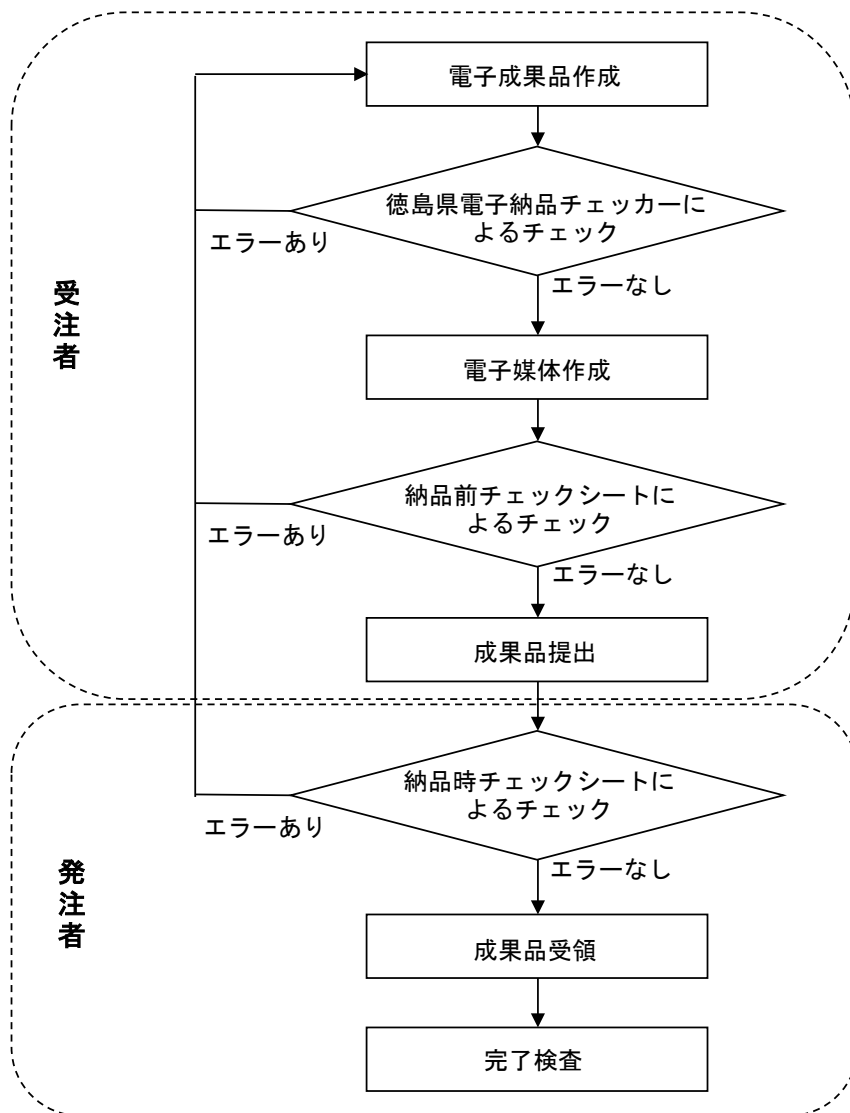 電子成果品作成
徳島県電子納品チェッカーに
よるチェック
エラーあり
エラーなし
受注者
電子媒体作成
納品前チェックシートに
よるチェック
エラーあり
エラーなし
成果品提出
納品時チェックシートに
よるチェック
エラーあり
エラーなし
発注者
成果品受領
完了検査